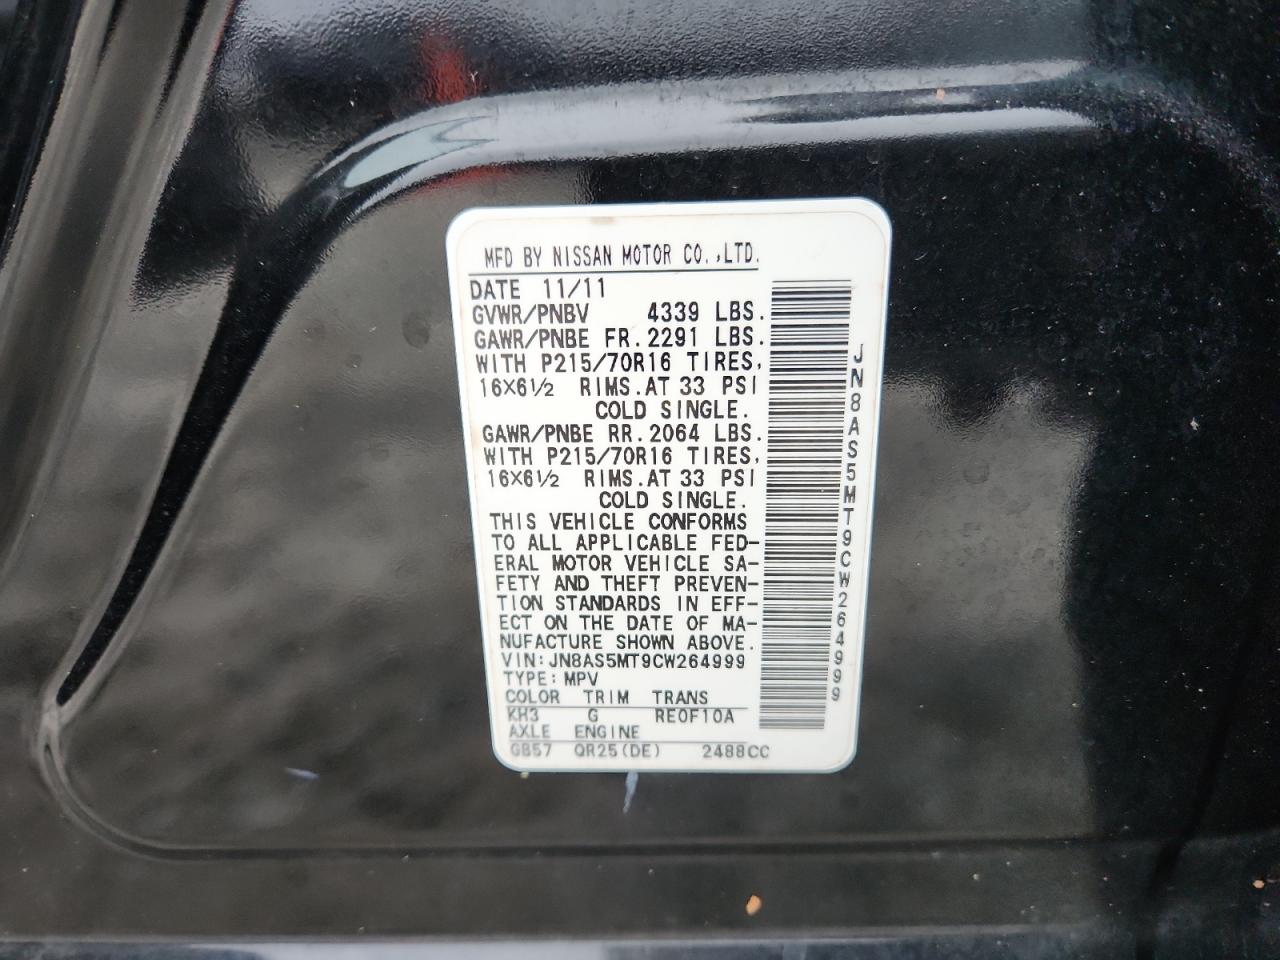 MFD BY NISSAN MOTOR CO.,LTD.
DATE 11/11
GVWR/PNBV 4339 LBS.
GAWR/PNBE FR.2291 LBS.
WITH P215/70R16 TIRES,
16×6½ RIMS.AT 33 PSI
COLD SINGLE.
GAWR/PNBE RR.2064 LBS.
WITH P215/70R16 TIRES,
16×6½ RIMS.AT 33 PSI
COLD SINGLE.
THIS VEHICLE CONFORMS
TO ALL APPLICABLE FED-
ERAL MOTOR VEHICLE SA-
FETY AND THEFT PREVEN-
TION STANDARDS IN EFF-
ECT ON THE DATE OF MA-
NUFACTURE SHOWN ABOVE.
VIN:JN8AS5MT9CW264999
TYPE:MPV
COLOR TRIM TRANS
KH3 G RE0F10A
AXLE ENGINE
GB57 QR25(DE) 2488CC
JN8AS5MT9CW264999